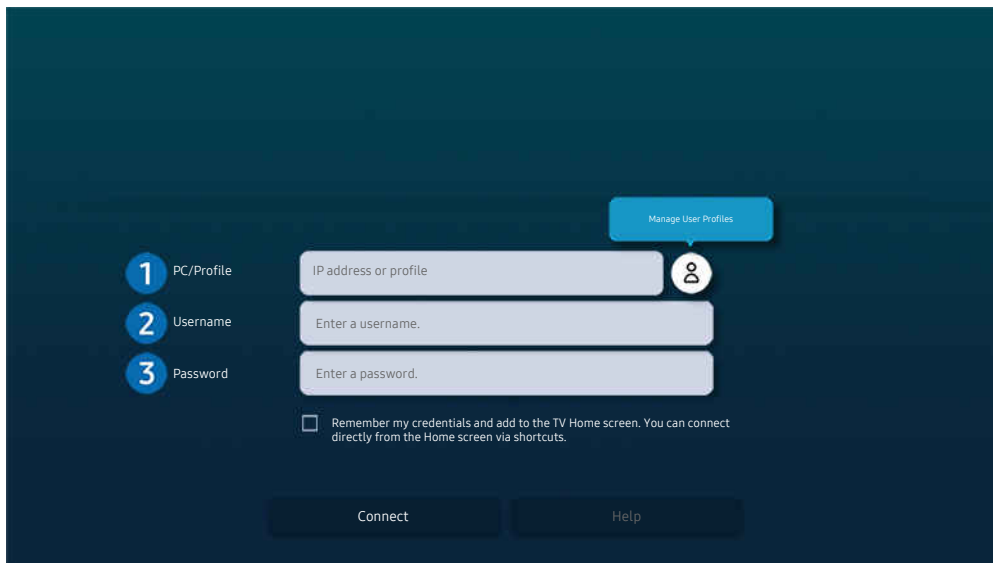 Manage User Profiles
1 PC/Profile IP address or profile
2 Username Enter a username.
3 Password Enter a password.
Remember my credentials and add to the TV Home screen. You can connect
directly from the Home screen via shortcuts.
Connect Help